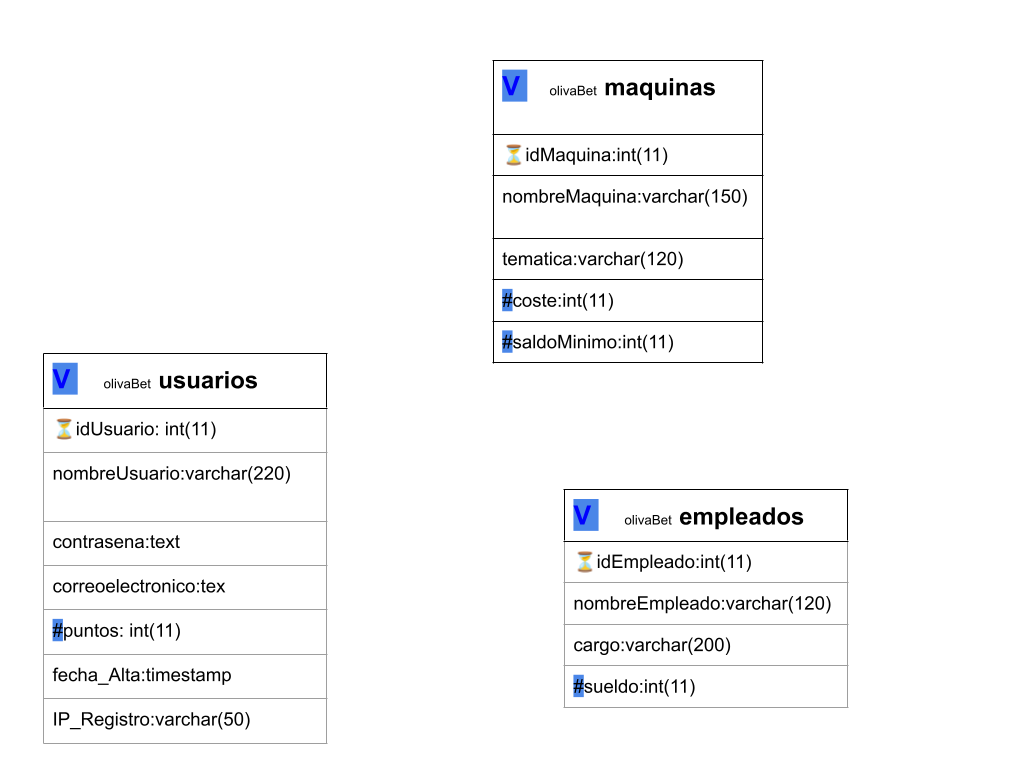 V olivaBet maquinas
⏳idMaquina:int(11)
nombreMaquina:varchar(150)
tematica:varchar(120)
#coste:int(11)
#saldoMinimo:int(11)
V olivaBet usuarios
⏳idUsuario: int(11)
nombreUsuario:varchar(220)
contrasena:text
correoelectronico:tex
#puntos: int(11)
fecha_Alta:timestamp
IP_Registro:varchar(50)
V olivaBet empleados
⏳idEmpleado:int(11)
nombreEmpleado:varchar(120)
cargo:varchar(200)
#sueldo:int(11)